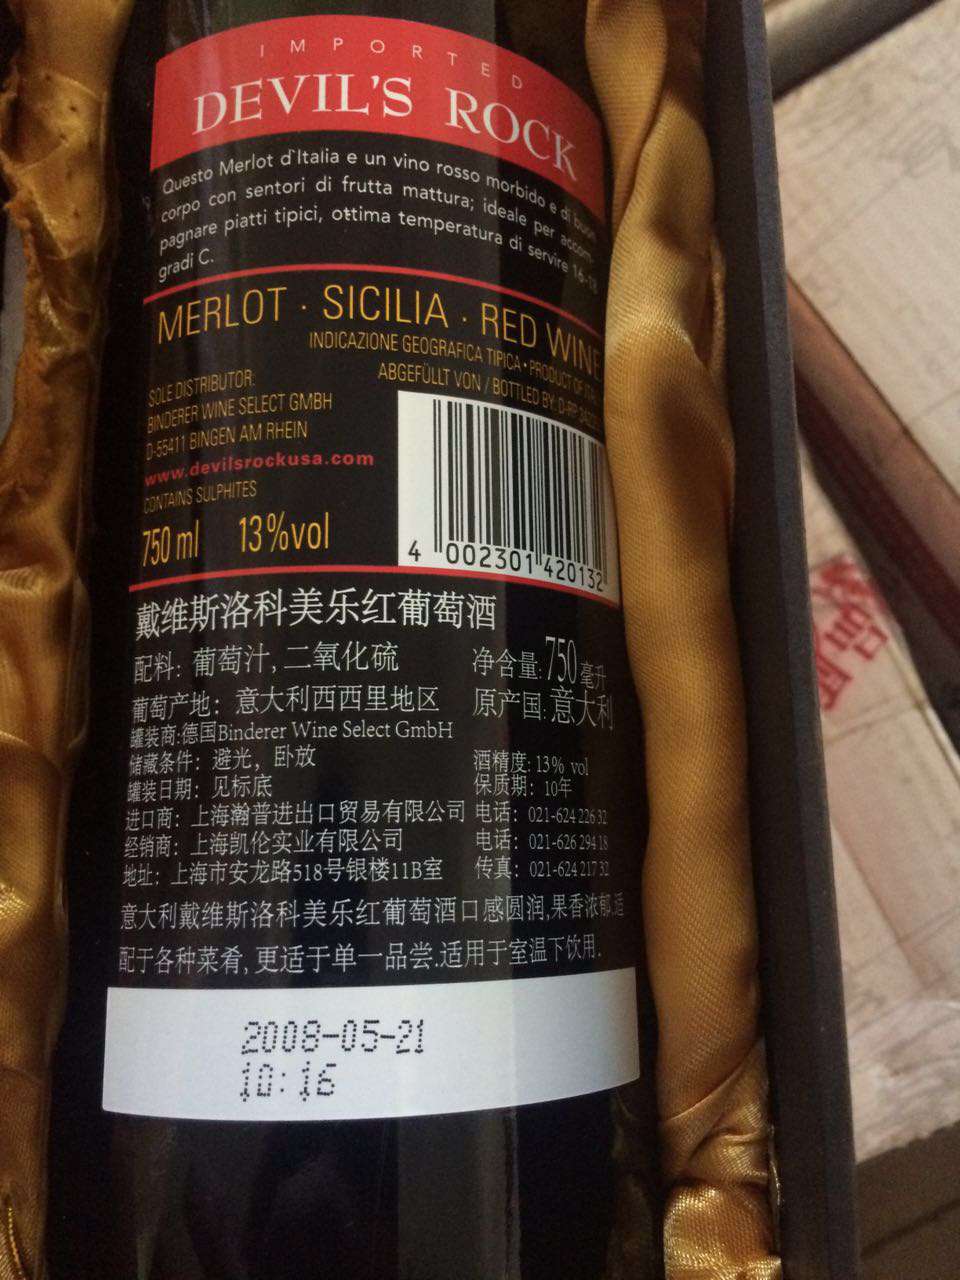 IMPORTED
DEVIL'S ROCK
Questo Merlot d`Italia e un vino rosso morbido e di buon
corpo con sentori di frutta mattura; ideale per accom-
pagnare piatti tipici, ottima temperatura di servire 16-18
gradi C.
MERLOT · SICILIA · RED WINE
INDICAZIONE GEOGRAFICA TIPICA • PRODUCT OF
ABGEFÜLLT VON / BOTTLED BY: D-RP
SOLE DISTRIBUTOR:
BINDERER WINE SELECT GMBH
D-55411 BINGEN AM RHEIN
www.devilsrockusa.com
CONTAINS SULPHITES
750 ml 13%vol
4 002301 420132
戴维斯洛科美乐红葡萄酒
配料: 葡萄汁, 二氧化硫 净含量: 750毫升
葡萄产地: 意大利西西里地区 原产国: 意大利
罐装商:德国Binderer Wine Select GmbH
储藏条件: 避光, 卧放 酒精度: 13% vol
罐装日期: 见标底 保质期: 10年
进口商: 上海瀚普进出口贸易有限公司 电话: 021-624 226 32
经销商: 上海凯伦实业有限公司 电话: 021-626 294 18
地址: 上海市安龙路518号银楼11B室 传真: 021-624 217 32
意大利戴维斯洛科美乐红葡萄酒口感圆润,果香浓郁,适
配于各种菜肴, 更适于单一品尝.适用于室温下饮用.
2008-05-21
10:16